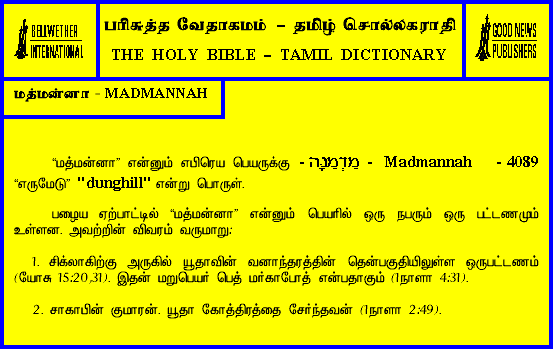 BELLWETHER
INTERNATIONAL
பரிசுத்த வேதாகமம் – தமிழ் சொல்லகராதி
THE HOLY BIBLE – TAMIL DICTIONARY
GOOD NEWS
PUBLISHERS
மத்மன்னா - MADMANNAH
“மத்மன்னா” என்னும் எபிரெய பெயருக்கு - מַדְמַנָּה - Madmannah - 4089
“எருமேடு” "dunghill" என்று பொருள்.
பழைய ஏற்பாட்டில் “மத்மன்னா” என்னும் பெயரில் ஒரு நபரும் ஒரு பட்டணமும்
உள்ளன. அவற்றின் விவரம் வருமாறு:
1. சிக்லாகிற்கு அருகில் யூதாவின் வனாந்தரத்தின் தென்பகுதியிலுள்ள ஒருபட்டணம்
(யோசு 15:20,31). இதன் மறுபெயர் பெத் மர்காபோத் என்பதாகும் (1நாளா 4:31).
2. சாகாபின் குமாரன். யூதா கோத்திரத்தை சேர்ந்தவன் (1நாளா 2:49).